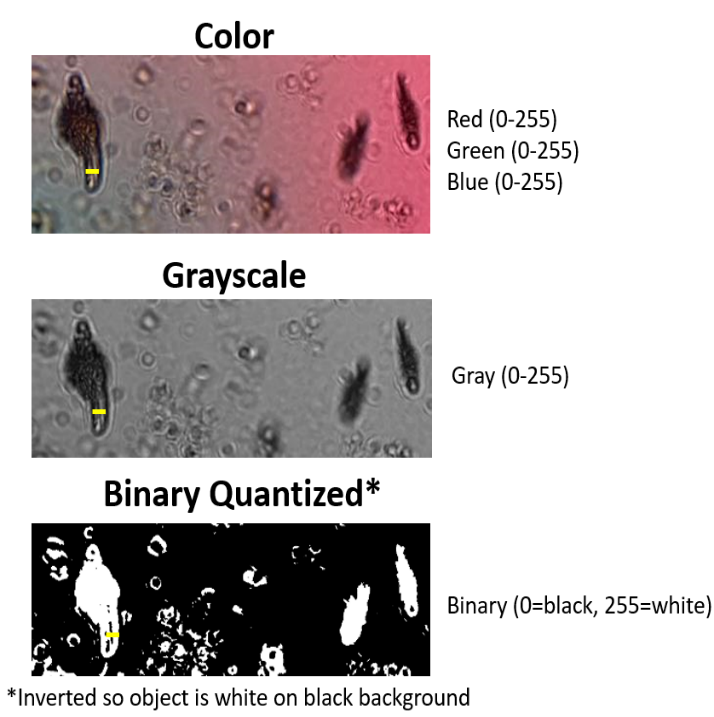 Color
Red (0-255)
Green (0-255)
Blue (0-255)
Grayscale
Gray (0-255)
Binary Quantized*
Binary (0=black, 255=white)
*Inverted so object is white on black background